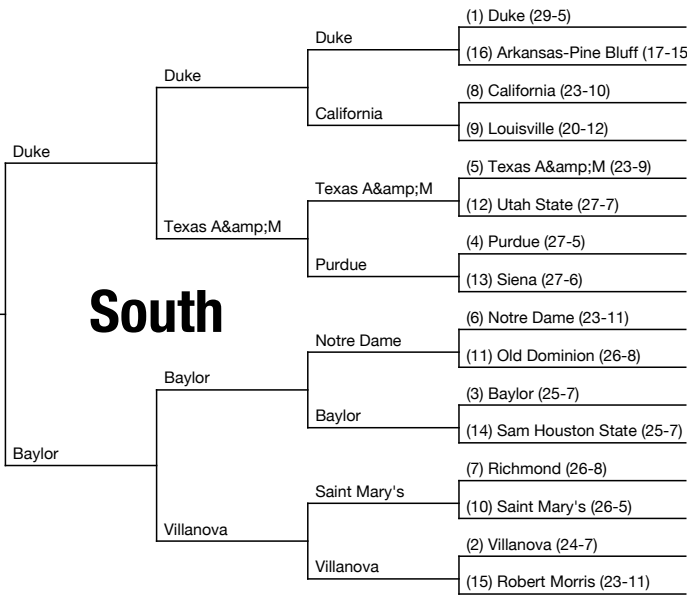 (1) Duke (29-5)
Duke
(16) Arkansas-Pine Bluff (17-15
Duke
(8) California (23-10)
California
(9) Louisville (20-12)
Duke
(5) Texas A&amp;M (23-9)
Texas A&amp;M
(12) Utah State (27-7)
Texas A&amp;M
(4) Purdue (27-5)
Purdue
(13) Siena (27-6)
South
(6) Notre Dame (23-11)
Notre Dame
(11) Old Dominion (26-8)
Baylor
(3) Baylor (25-7)
Baylor
(14) Sam Houston State (25-7)
Baylor
(7) Richmond (26-8)
Saint Mary's
(10) Saint Mary's (26-5)
Villanova
(2) Villanova (24-7)
Villanova
(15) Robert Morris (23-11)